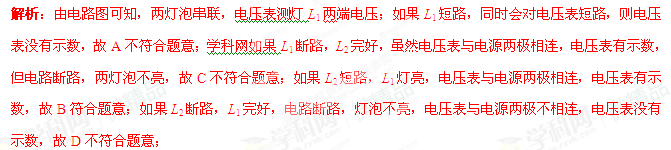 解析：由电路图可知，两灯泡串联，电压表测灯 L1 两端电压；如果 L1 短路，同时会对电压表短路，则电压
表没有示数，故 A 不符合题意；学科网如果 L1 断路，L2 完好，虽然电压表与电源两极相连，电压表有示数，
但电路断路，两灯泡不亮，故 C 不符合题意；如果 L2 短路，L1 灯亮，电压表与电源两极相连，电压表有示
数，故 B 符合题意；如果 L2 断路，L1 完好，电路断路，灯泡不亮，电压表与电源两极不相连，电压表没有
示数，故 D 不符合题意；